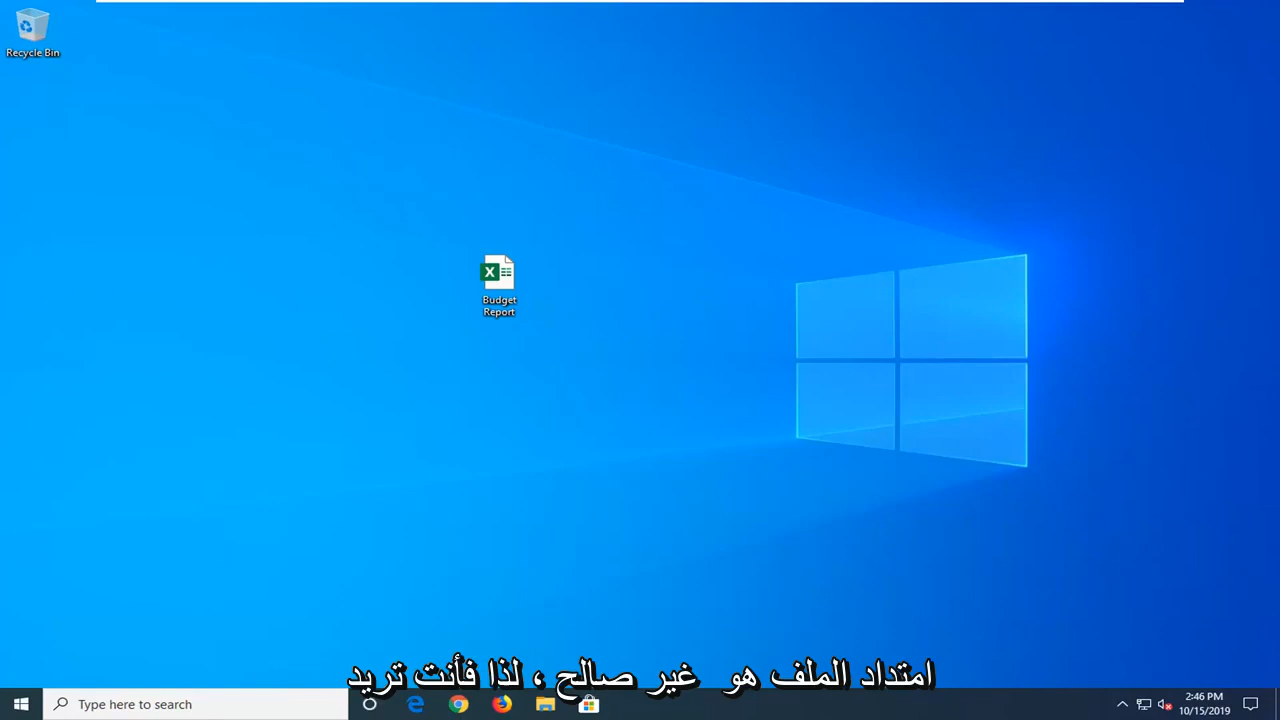 Recycle Bin
X
Budget
Report
امتداد الملف هو غير صالح ، لذا فأنت تريد
Type here to search
2:46 PM
10/15/2019